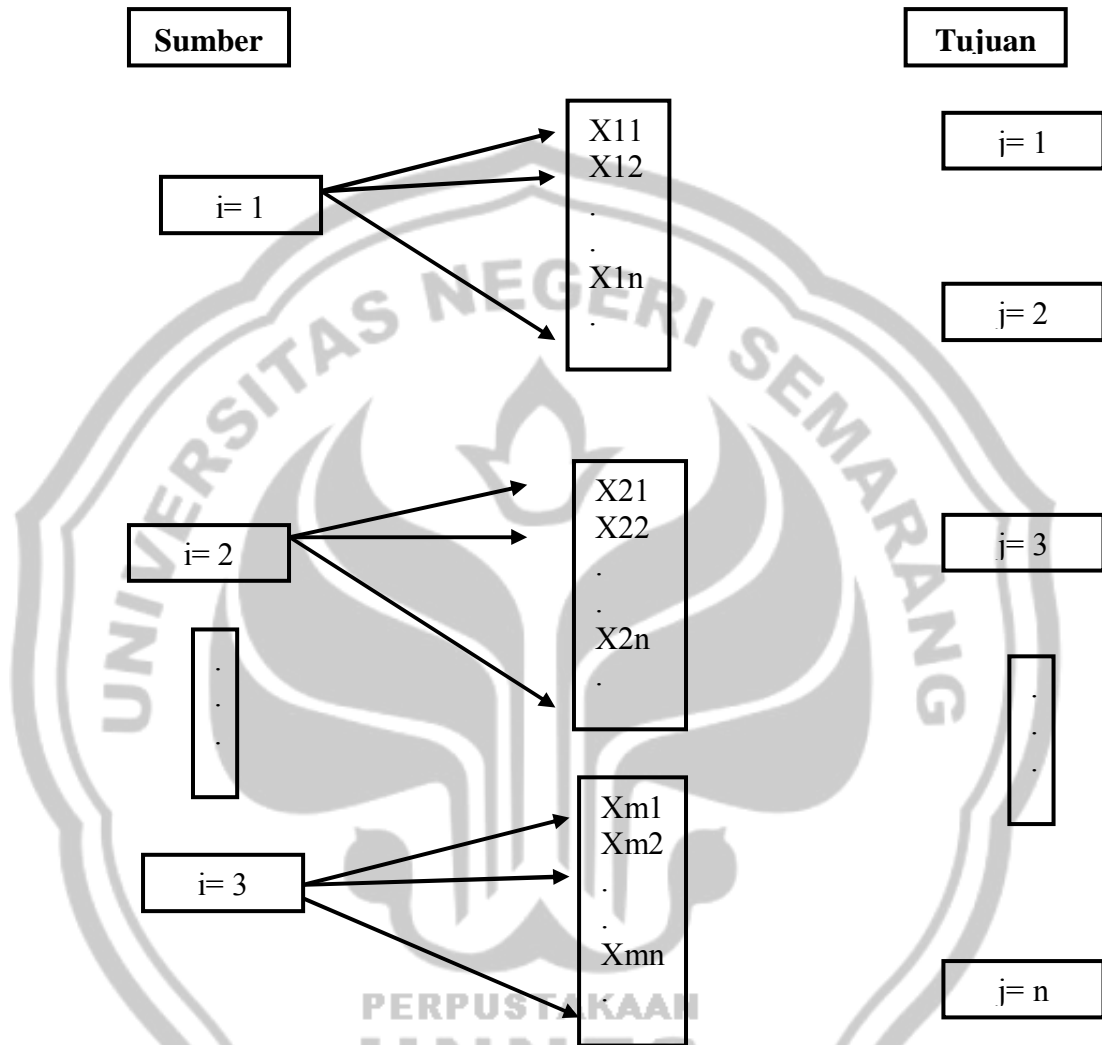 Sumber
Tujuan
X11
X12
.
.
X1n
.
i= 1
j= 1
j= 2
X21
X22
.
.
X2n
.
i= 2
j= 3
.
.
.
.
.
.
Xm1
Xm2
.
.
Xmn
.
i= 3
j= n
UNIVERSITAS NEGERI SEMARANG
PERPUSTAKAAN
UNNES